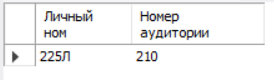 Личный Номер
ном аудитории
225Л 210